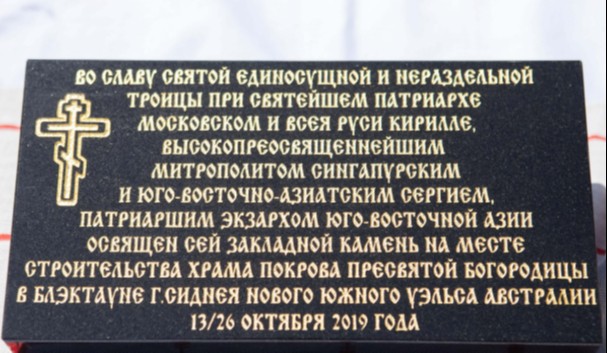 ВО СЛАВУ СВЯТОЙ ЕДИНОСУЩНОЙ И НЕРАЗДЕЛЬНОЙ
ТРОИЦЫ ПРИ СВЯТЕЙШЕМ ПАТРИАРХЕ
МОСКОВСКОМ И ВСЕЯ РУСИ КИРИЛЛЕ,
ВЫСОКОПРЕОСВЯЩЕННЕЙШИМ
МИТРОПОЛИТОМ СИНГАПУРСКИМ
И ЮГО-ВОСТОЧНО-АЗИАТСКИМ СЕРГИЕМ,
ПАТРИАРШИМ ЭКЗАРХОМ ЮГО-ВОСТОЧНОЙ АЗИИ
ОСВЯЩЕН СЕЙ ЗАКЛАДНОЙ КАМЕНЬ НА МЕСТЕ
СТРОИТЕЛЬСТВА ХРАМА ПОКРОВА ПРЕСВЯТОЙ БОГОРОДИЦЫ
В БЛЭКТАУНЕ Г.СИДНЕЯ НОВОГО ЮЖНОГО УЭЛЬСА АВСТРАЛИИ
13/26 ОКТЯБРЯ 2019 ГОДА